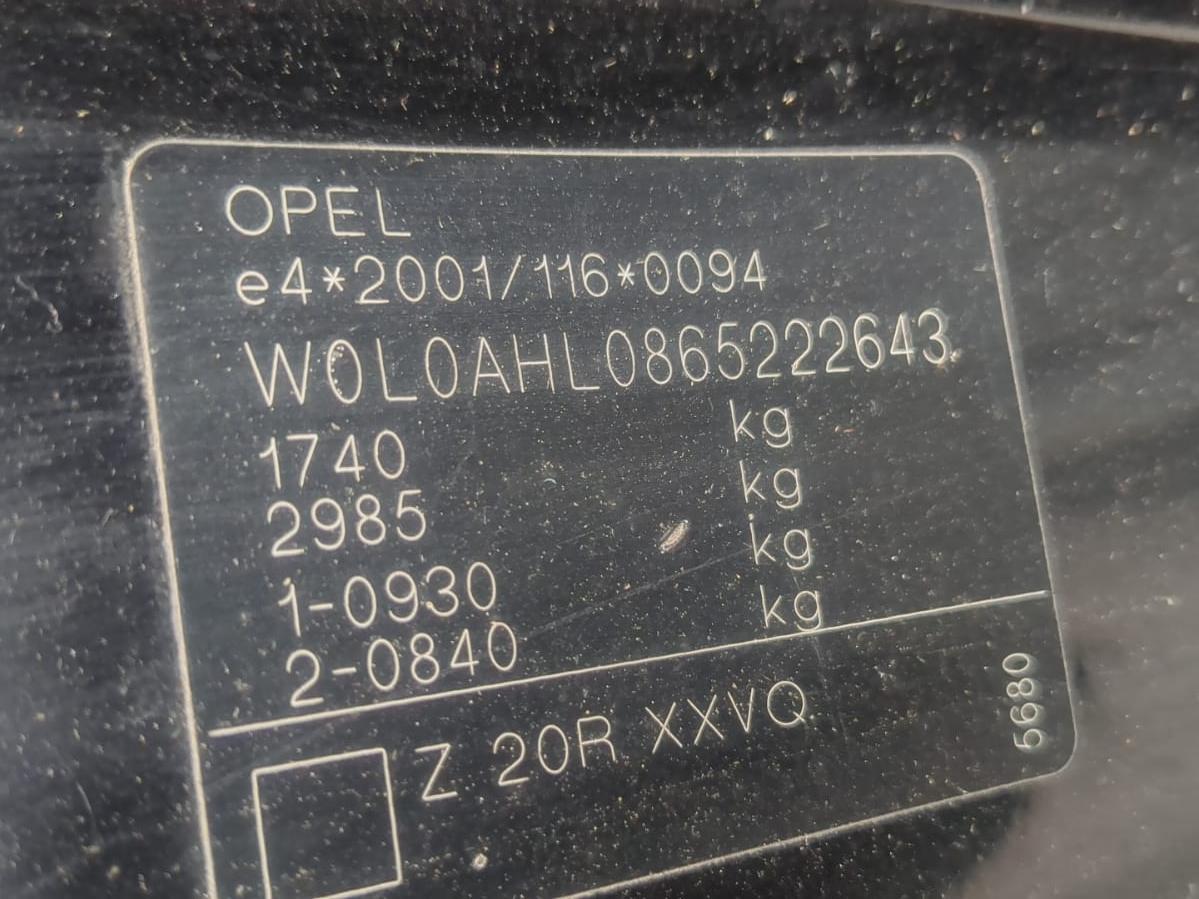 OPEL
e4*2001/116*0094
W0L0AHL0865222643
1740 kg
2985 kg
1-0930 kg
2-0840 kg
Z 20R XXVQ
5680